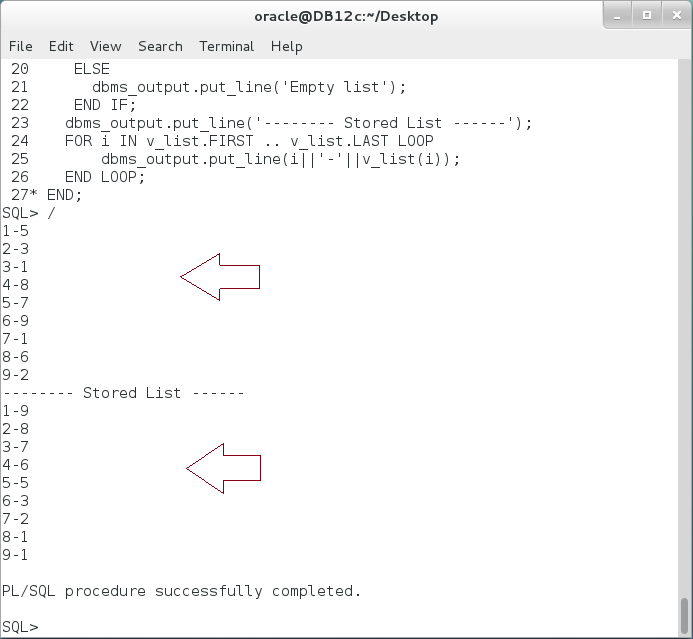 oracle@DB12c:~/Desktop
File Edit View Search Terminal Help
20     ELSE
21       dbms_output.put_line('Empty list');
22     END IF;
23    dbms_output.put_line('-------- Stored List ------');
24    FOR i IN v_list.FIRST .. v_list.LAST LOOP
25        dbms_output.put_line(i||'-'||v_list(i));
26    END LOOP;
27* END;
SQL> /
1-5
2-3
3-1
4-8
5-7
6-9
7-1
8-6
9-2
-------- Stored List ------
1-9
2-8
3-7
4-6
5-5
6-3
7-2
8-1
9-1
PL/SQL procedure successfully completed.
SQL>